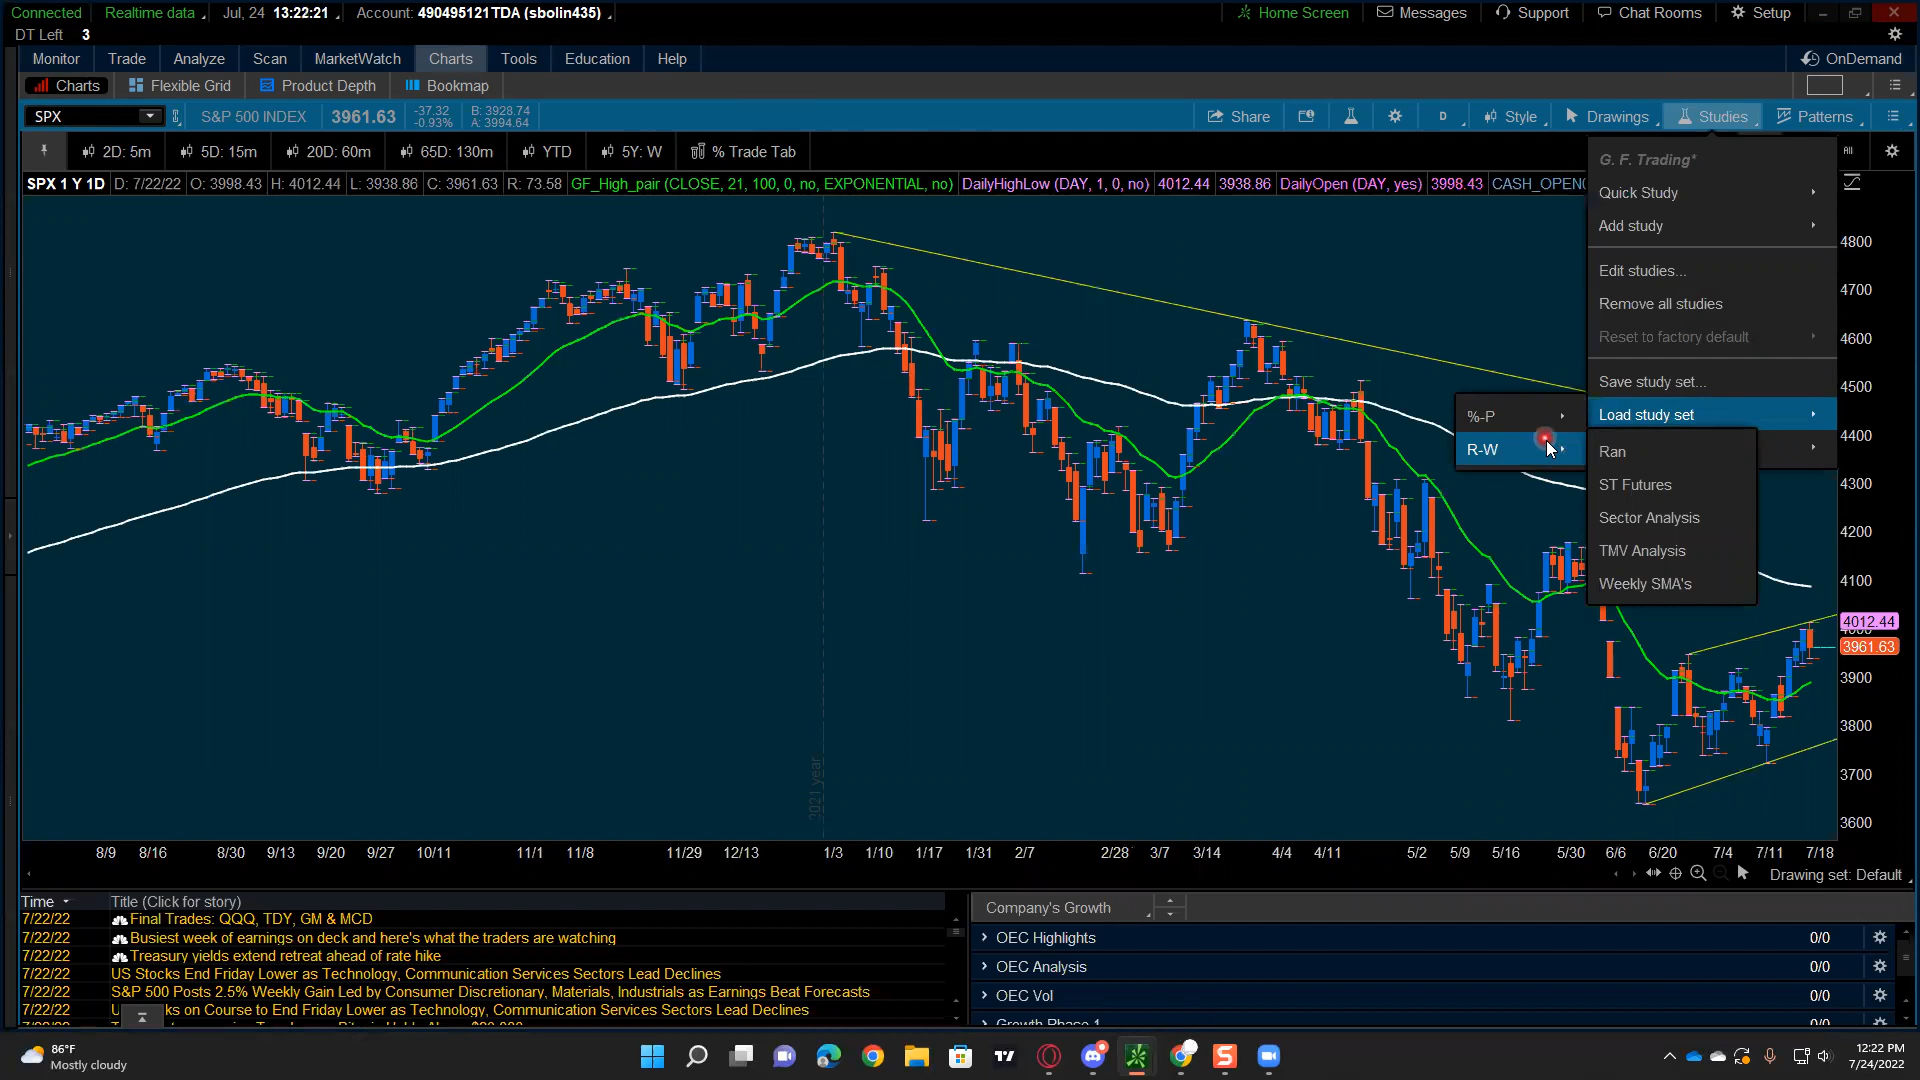 Connected Realtime data Jul, 24 13:22:21 Account: 490495121TDA (sbolin435) Home Screen Messages Support Chat Rooms Setup
DT Left 3
Monitor Trade Analyze Scan MarketWatch Charts Tools Education Help OnDemand
Charts Flexible Grid Product Depth Bookmap
SPX S&P 500 INDEX 3961.63 -37.32 -0.93% B: 3928.74 A: 3994.64 Share D Style Drawings Studies Patterns
2D: 5m 5D: 15m 20D: 60m 65D: 130m YTD 5Y: W % Trade Tab All
SPX 1 Y 1D D: 7/22/22 O: 3998.43 H: 4012.44 L: 3938.86 C: 3961.63 R: 73.58 GF_High_pair (CLOSE, 21, 100, 0, no, EXPONENTIAL, no) DailyHighLow (DAY, 1, 0, no) 4012.44 3938.86 DailyOpen (DAY, yes) 3998.43
G. F. Trading*
Quick Study
Add study
Edit studies...
Remove all studies
Reset to factory default
Save study set...
Load study set
%-P
R-W
Ran
ST Futures
Sector Analysis
TMV Analysis
Weekly SMA's
4800
4700
4600
4500
4400
4300
4200
4100
4012.44
3961.63
3900
3800
3700
3600
2021 year
8/9 8/16 8/30 9/13 9/20 9/27 10/11 11/1 11/8 11/29 12/13 1/3 1/10 1/17 1/31 2/7 2/28 3/7 3/14 4/4 4/11 5/2 5/9 5/16 5/30 6/6 6/20 7/4 7/11 7/18
Drawing set: Default
Time Title (Click for story)
7/22/22 Final Trades: QQQ, TDY, GM & MCD
7/22/22 Busiest week of earnings on deck and here's what the traders are watching
7/22/22 Treasury yields extend retreat ahead of rate hike
7/22/22 US Stocks End Friday Lower as Technology, Communication Services Sectors Lead Declines
7/22/22 S&P 500 Posts 2.5% Weekly Gain Led by Consumer Discretionary, Materials, Industrials as Earnings Beat Forecasts
7/22/22 ks on Course to End Friday Lower as Technology, Communication Services Sectors Lead Declines
Company's Growth
OEC Highlights 0/0
OEC Analysis 0/0
OEC Vol 0/0
Growth Phase 1 0/0
86°F
Mostly cloudy
12:22 PM
7/24/2022